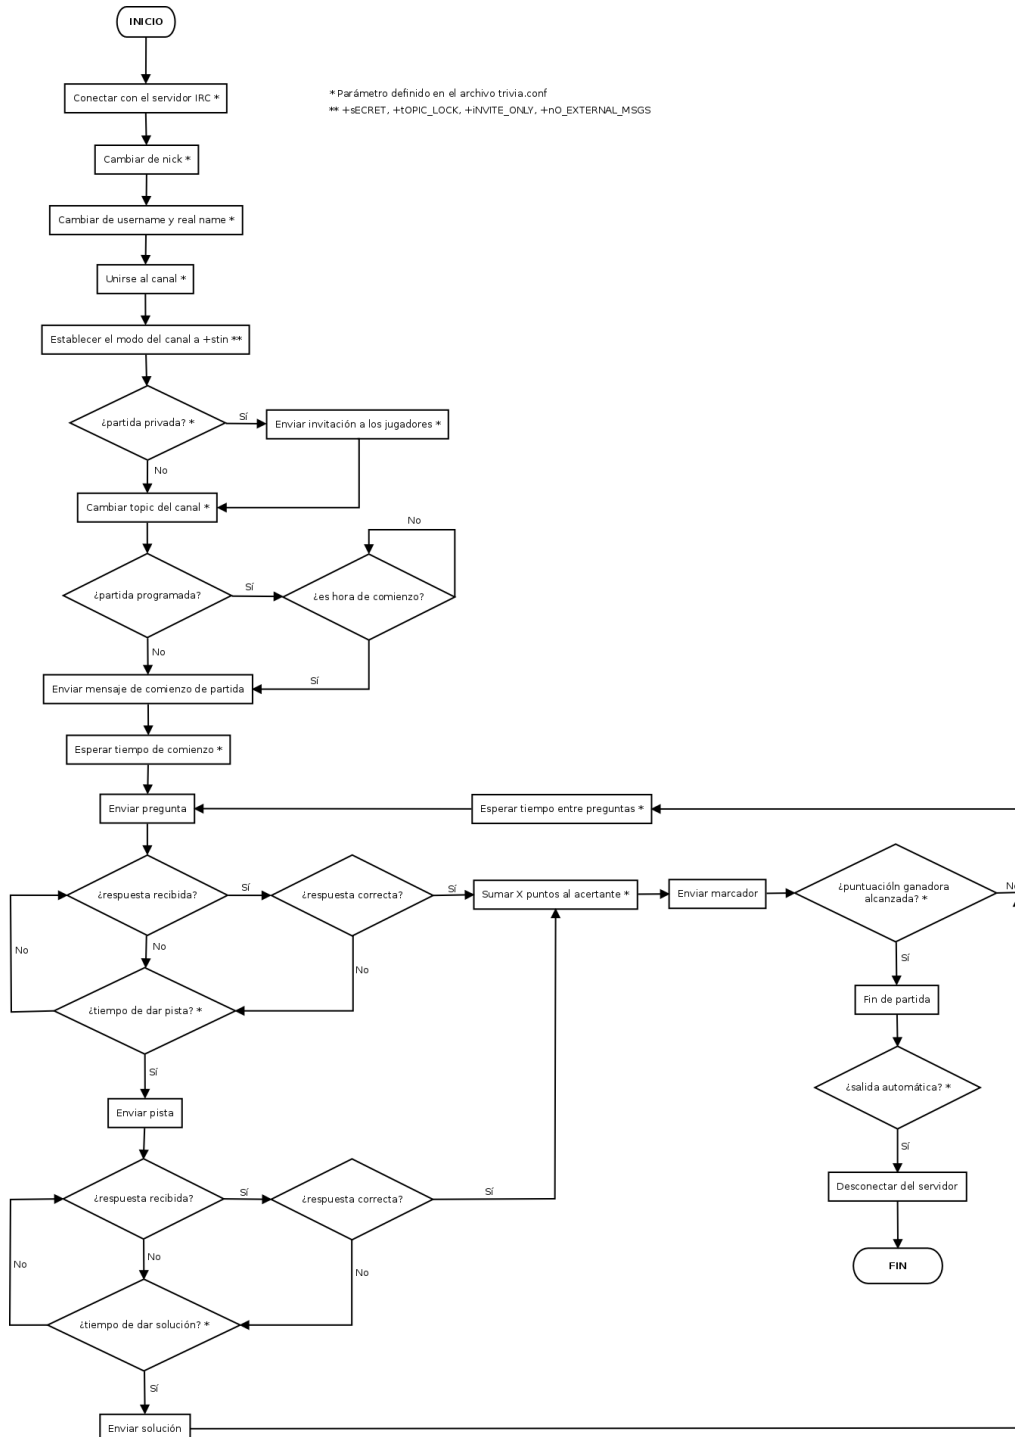 INICIO
Conectar con el servidor IRC *
* Parámetro definido en el archivo trivia.conf
** +sECRET, +tOPIC_LOCK, +iNVITE_ONLY, +nO_EXTERNAL_MSGS
Cambiar de nick *
Cambiar de username y real name *
Unirse al canal *
Establecer el modo del canal a +stin **
¿partida privada? *
Sí
Enviar invitación a los jugadores *
No
Cambiar topic del canal *
No
¿partida programada?
Sí
¿es hora de comienzo?
No
Sí
Enviar mensaje de comienzo de partida
Esperar tiempo de comienzo *
Enviar pregunta
Esperar tiempo entre preguntas *
¿respuesta recibida?
Sí
¿respuesta correcta?
Sí
Sumar X puntos al acertante *
Enviar marcador
¿puntuacióln ganadora
alcanzada? *
No
No
No
No
Sí
¿tiempo de dar pista? *
Fin de partida
Sí
¿salida automática? *
Enviar pista
Sí
¿respuesta recibida?
Sí
¿respuesta correcta?
Sí
Desconectar del servidor
No
No
No
FIN
¿tiempo de dar solución? *
Sí
Enviar solución